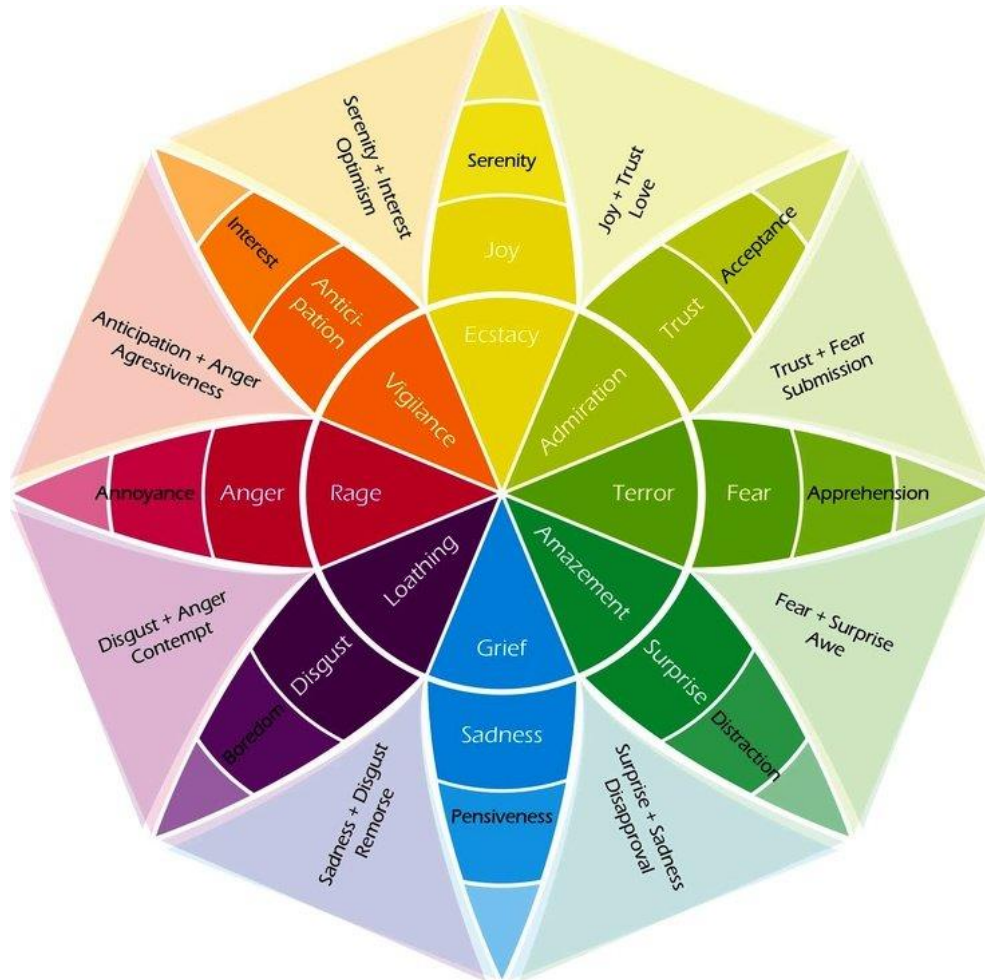 Serenity + Interest
Optimism
Serenity
Joy + Trust
Love
Interest
Joy
Acceptance
Antici-
pation
Trust
Anticipation + Anger
Agressiveness
Ecstacy
Trust + Fear
Submission
Vigilance
Admiration
Annoyance
Anger
Rage
Terror
Fear
Apprehension
Loathing
Amazement
Disgust + Anger
Contempt
Disgust
Grief
Surprise
Fear + Surprise
Awe
Boredom
Sadness
Distraction
Sadness + Disgust
Remorse
Pensiveness
Surprise + Sadness
Disapproval